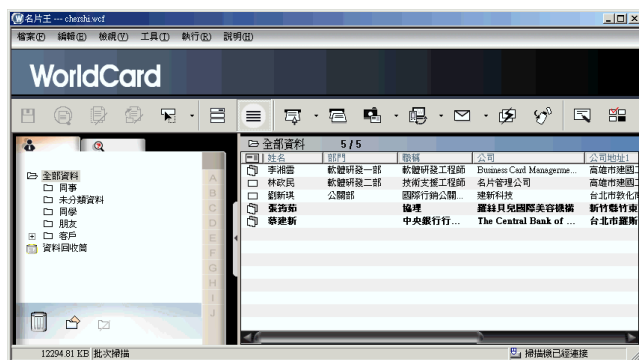 名片王 --- chershi.wcf
檔案(F) 編輯(E) 檢視(V) 工具(T) 執行(R) 說明(H)
WorldCard
全部資料 5 / 5
姓名 部門 職稱 公司 公司地址1
李湘雲 軟體研發一部 軟體研發工程師 Business Card Manageme... 高雄市建國
林政民 軟體研發二部 技術支援工程師 名片管理公司 高雄市建國
劉新琪 公關部 國際行銷公關... 建新科技 台北市敦化
張筠茹 協理 羅絲貝兒國際美容機構 新竹縣竹東
蔡建新 中央銀行行... The Central Bank of ... 台北市羅斯
全部資料
同事
未分類資料
同學
朋友
客戶
資料回收筒
A
B
C
D
E
F
G
H
I
J
12294.81 KB 批次掃描 掃描機已經連接